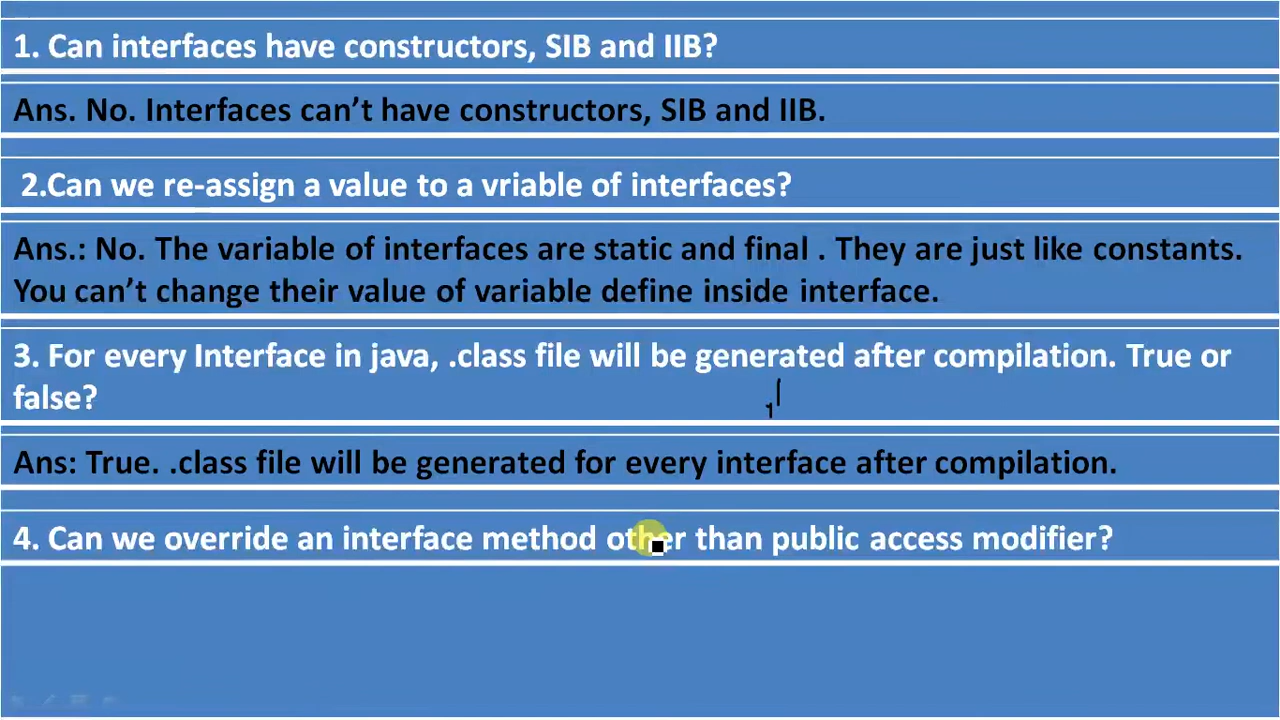 1. Can interfaces have constructors, SIB and IIB?
Ans. No. Interfaces can’t have constructors, SIB and IIB.
2.Can we re-assign a value to a vriable of interfaces?
Ans.: No. The variable of interfaces are static and final . They are just like constants.
You can’t change their value of variable define inside interface.
3. For every Interface in java, .class file will be generated after compilation. True or
false?
Ans: True. .class file will be generated for every interface after compilation.
4. Can we override an interface method other than public access modifier?